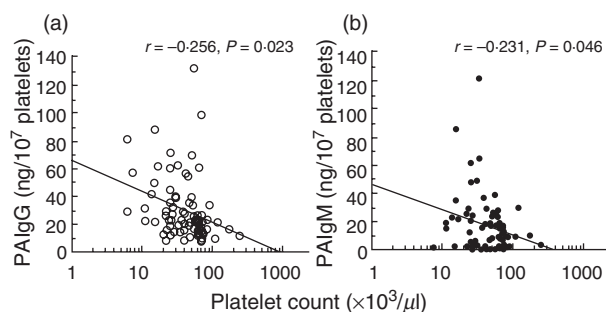 (a)
r = –0·256, P = 0·023
PAIgG (ng/10⁷ platelets)
140
120
100
80
60
40
20
0
1 10 100 1000
(b)
r = –0·231, P = 0·046
PAIgM (ng/10⁷ platelets)
140
120
100
80
60
40
20
0
1 10 100 1000
Platelet count (×10³/µl)